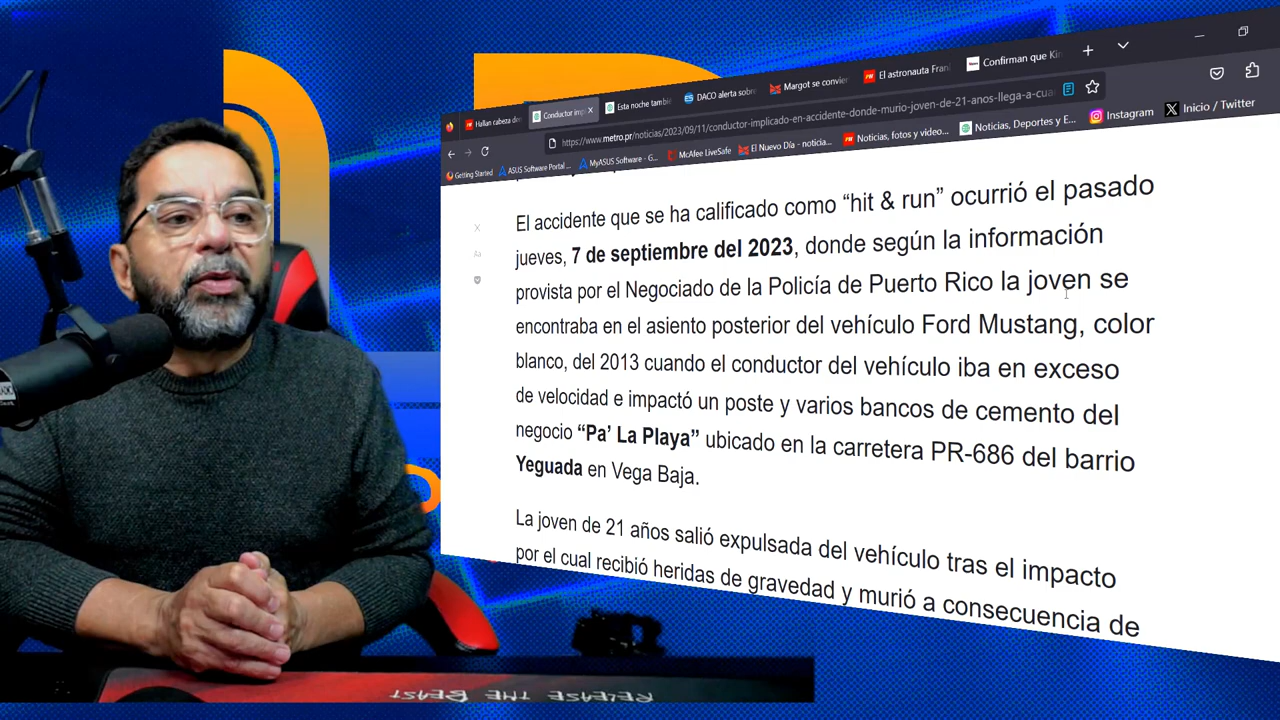 Hallan cabeza de
Conductor imp
Esta noche tambié
DACO alerta sobre
Margot se convier
El astronauta Fran
Confirman que Kir
https://www.metro.pr/noticias/2023/09/11/conductor-implicado-en-accidente-donde-murio-joven-de-21-anos-llega-a-cua
Getting Started
ASUS Software Portal ...
MyASUS Software - G...
McAfee LiveSafe
El Nuevo Día - noticia...
Noticias, fotos y video...
Noticias, Deportes y E...
Instagram
Inicio / Twitter
El accidente que se ha calificado como “hit & run” ocurrió el pasado
jueves, 7 de septiembre del 2023, donde según la información
provista por el Negociado de la Policía de Puerto Rico la joven se
encontraba en el asiento posterior del vehículo Ford Mustang, color
blanco, del 2013 cuando el conductor del vehículo iba en exceso
de velocidad e impactó un poste y varios bancos de cemento del
negocio “Pa’ La Playa” ubicado en la carretera PR-686 del barrio
Yeguada en Vega Baja.
La joven de 21 años salió expulsada del vehículo tras el impacto
por el cual recibió heridas de gravedad y murió a consecuencia de
Aa
RELEASE THE BEAST